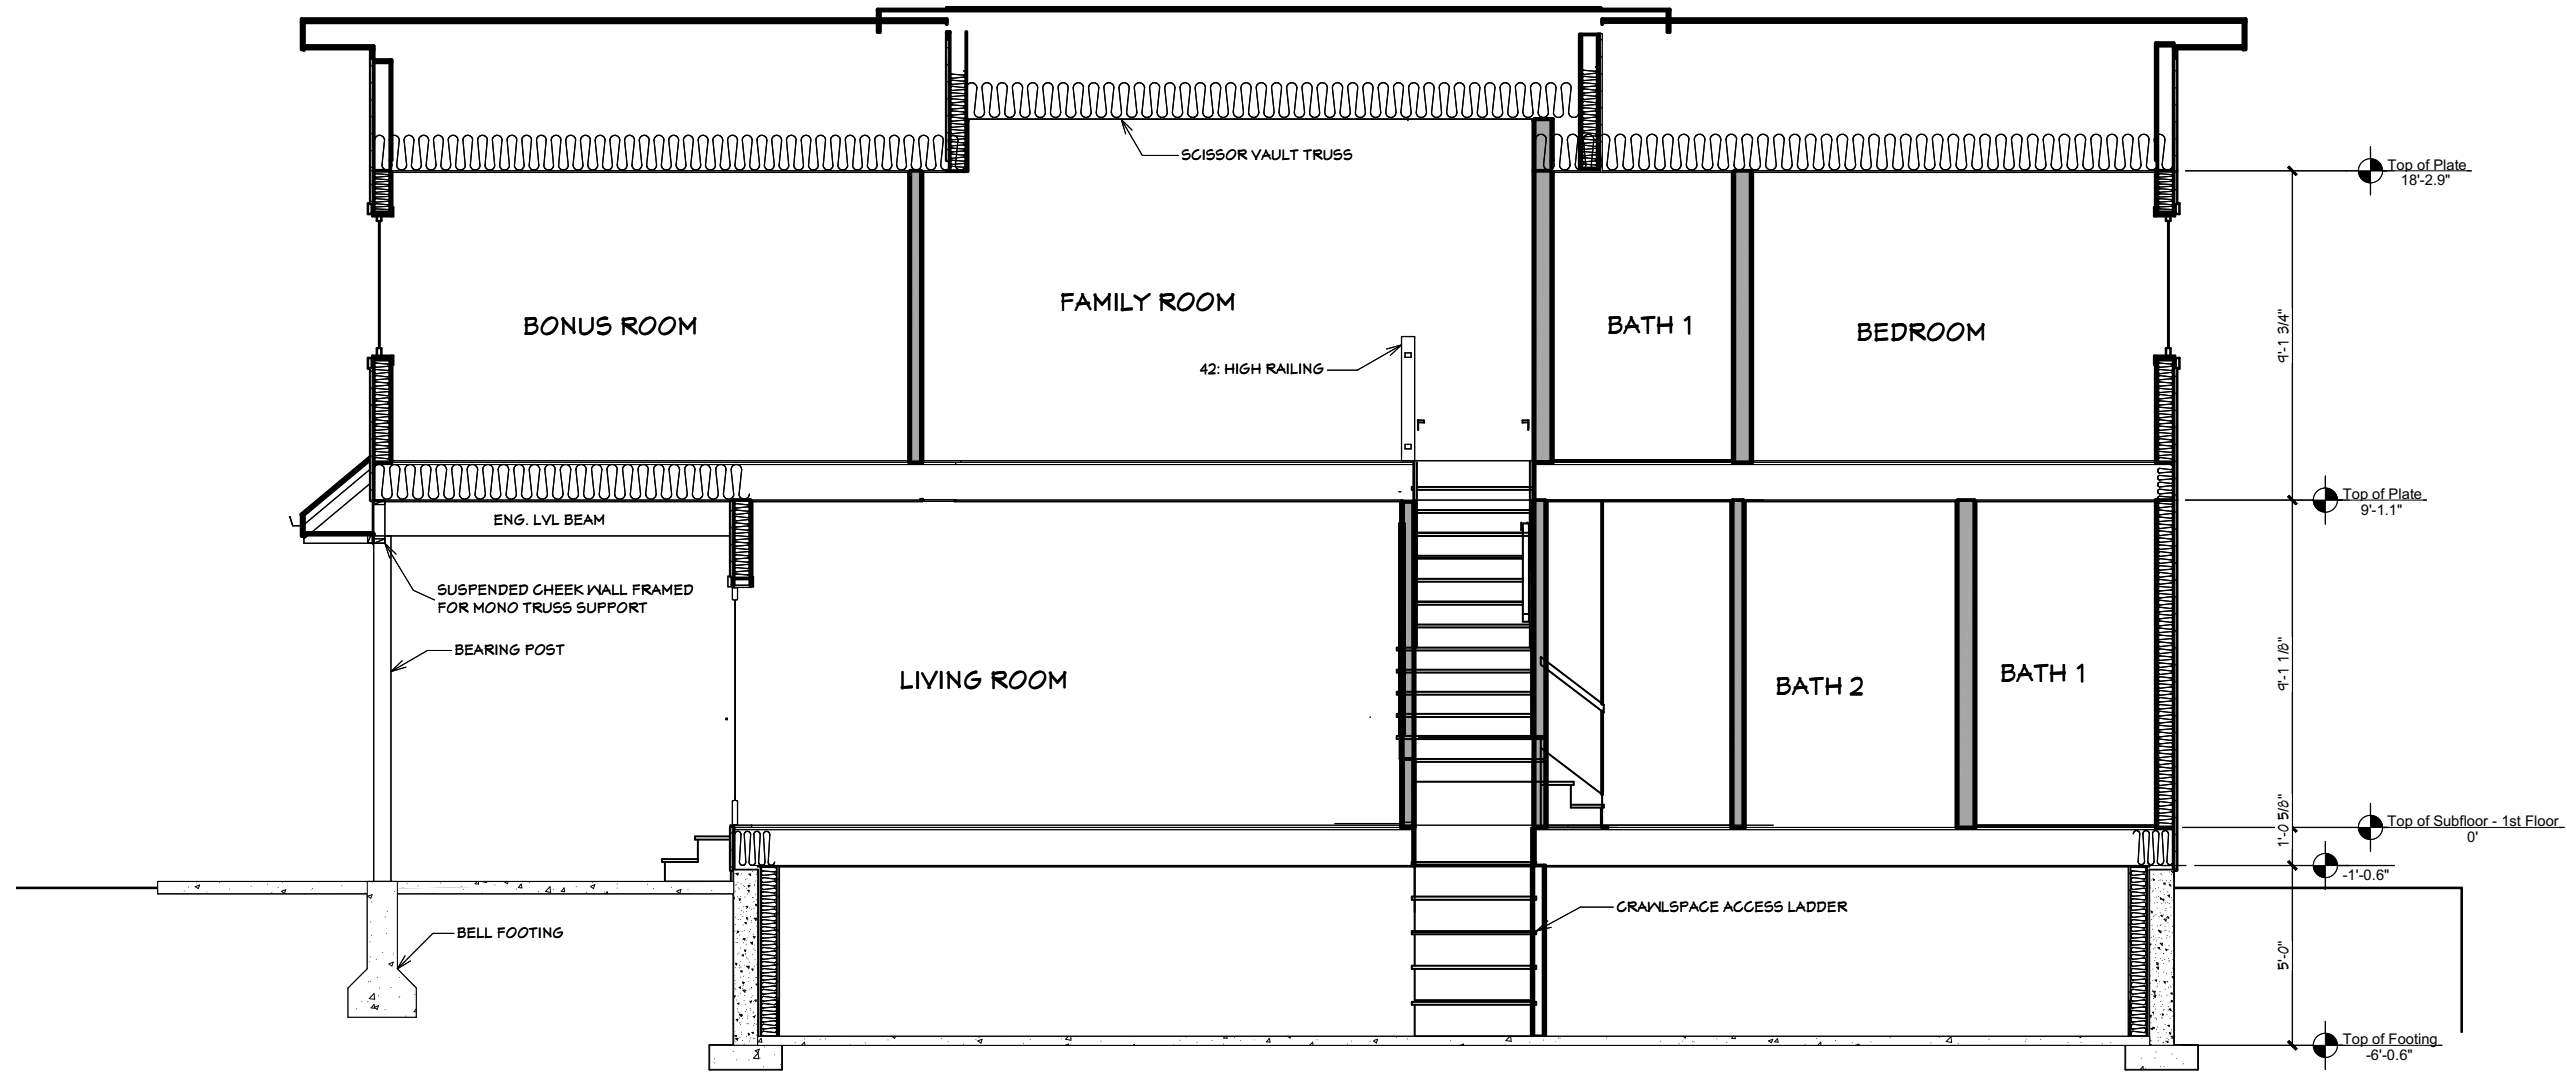 SCISSOR VAULT TRUSS
Top of Plate
18'-2.9"
BONUS ROOM
FAMILY ROOM
BATH 1
BEDROOM
9'-1 3/4"
42: HIGH RAILING
Top of Plate
9'-1.1"
ENG. LVL BEAM
SUSPENDED CHEEK WALL FRAMED
FOR MONO TRUSS SUPPORT
BEARING POST
LIVING ROOM
BATH 2
BATH 1
9'-1 1/8"
Top of Subfloor - 1st Floor
0'
1'-0 5/8"
-1'-0.6"
CRAWLSPACE ACCESS LADDER
BELL FOOTING
5'-0"
Top of Footing
-6'-0.6"